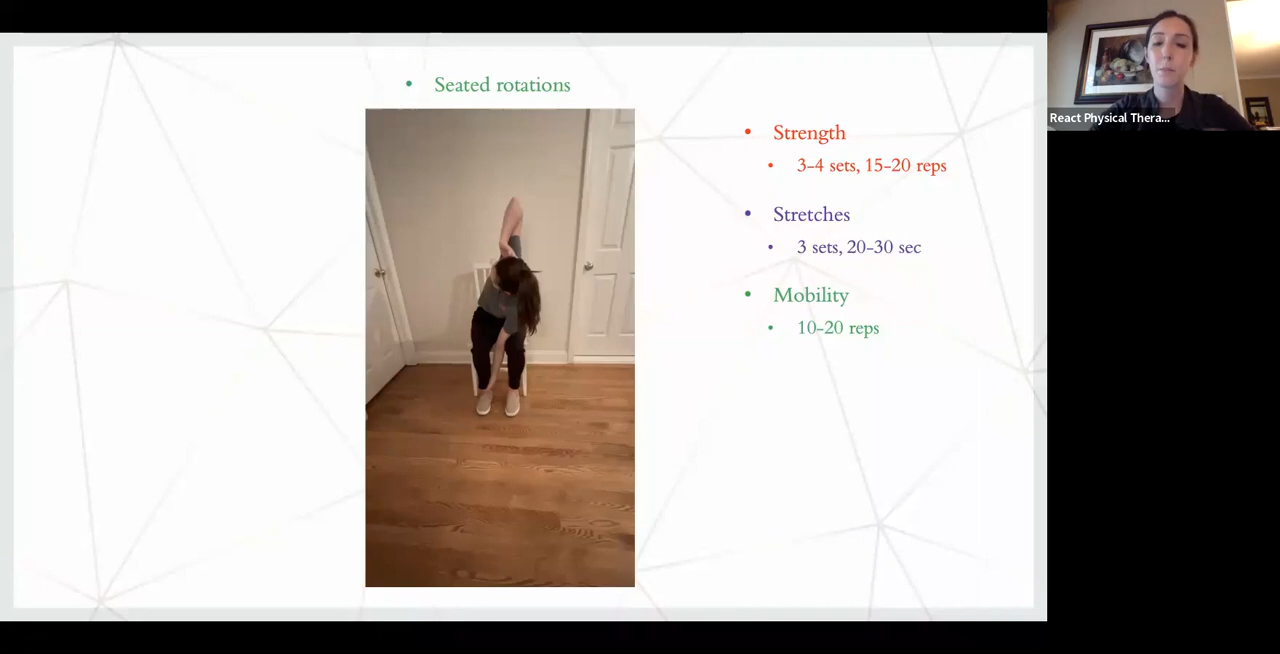 • Seated rotations
• Strength
• 3-4 sets, 15-20 reps
• Stretches
• 3 sets, 20-30 sec
• Mobility
• 10-20 reps
React Physical Thera...